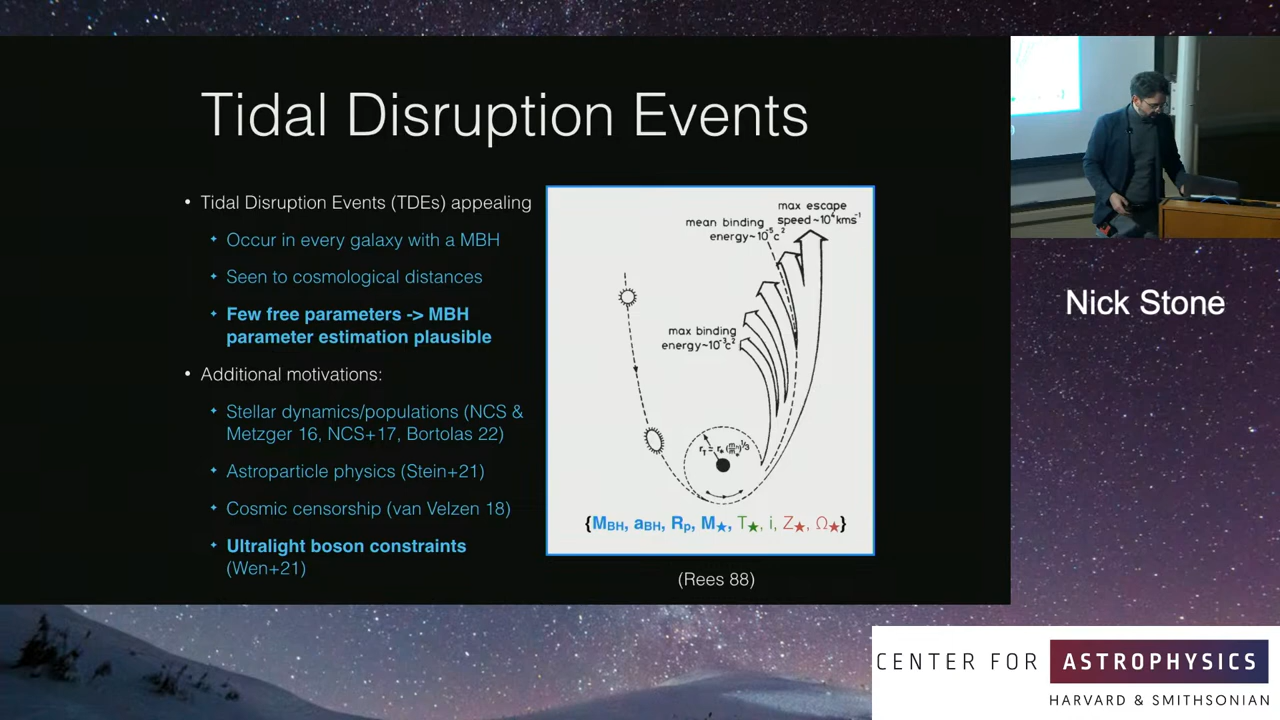 Tidal Disruption Events
• Tidal Disruption Events (TDEs) appealing
✦ Occur in every galaxy with a MBH
✦ Seen to cosmological distances
✦ Few free parameters -> MBH
parameter estimation plausible
• Additional motivations:
✦ Stellar dynamics/populations (NCS &
Metzger 16, NCS+17, Bortolas 22)
✦ Astroparticle physics (Stein+21)
✦ Cosmic censorship (van Velzen 18)
✦ Ultralight boson constraints
(Wen+21)
max escape
speed~10⁴kms⁻¹
mean binding
energy~10⁻⁵c²
max binding
energy~10⁻³c²
{M_BH, a_BH, R_p, M★, T★, i, Z★, Ω★}
(Rees 88)
Nick Stone
CENTER FOR ASTROPHYSICS
HARVARD & SMITHSONIAN